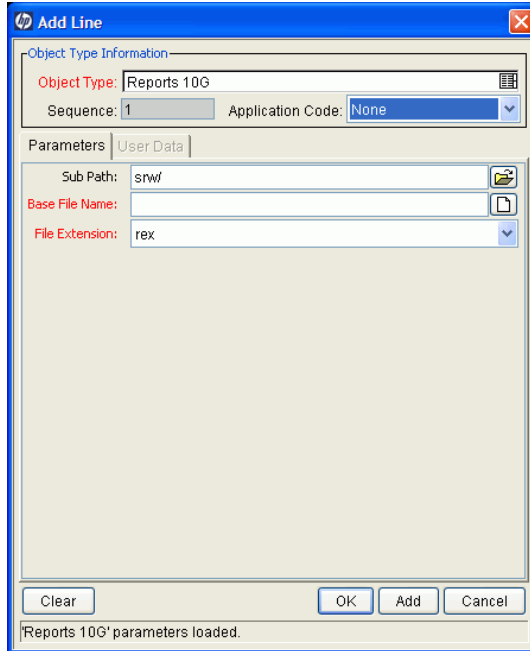 hp Add Line
Object Type Information
Object Type: Reports 10G
Sequence: 1 Application Code: None
Parameters User Data
Sub Path: srw/
Base File Name:
File Extension: rex
Clear OK Add Cancel
'Reports 10G' parameters loaded.